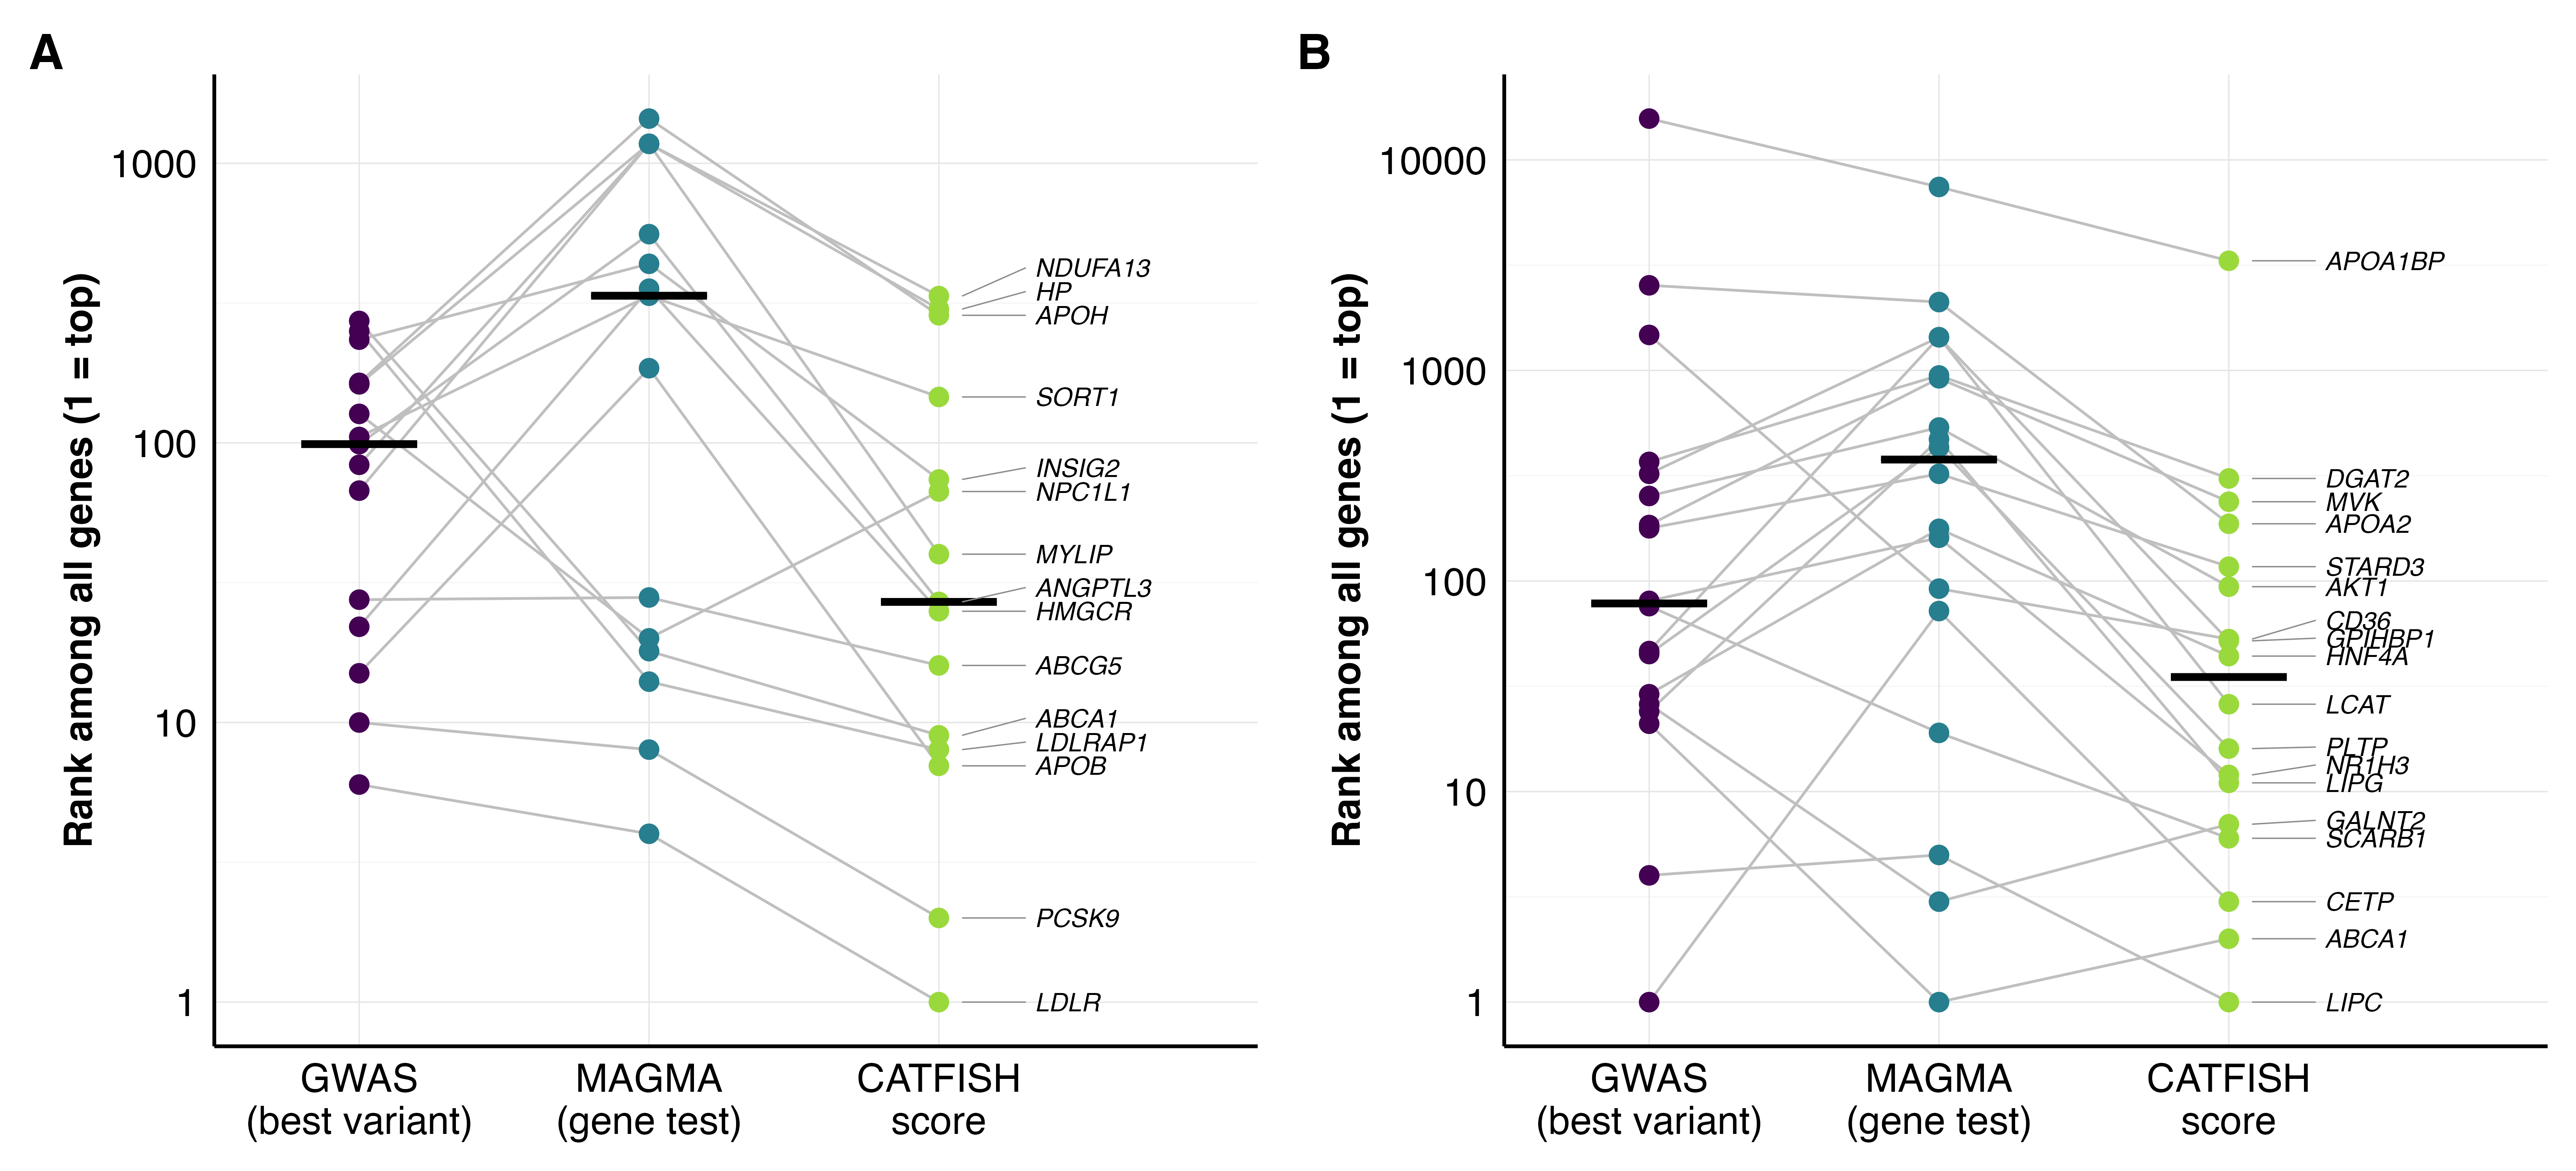 A
Rank among all genes (1 = top)
1000
100
10
1
NDUFA13
HP
APOH
SORT1
INSIG2
NPC1L1
MYLIP
ANGPTL3
HMGCR
ABCG5
ABCA1
LDLRAP1
APOB
PCSK9
LDLR
GWAS
(best variant)
MAGMA
(gene test)
CATFISH
score
B
Rank among all genes (1 = top)
10000
1000
100
10
1
APOA1BP
DGAT2
MVK
APOA2
STARD3
AKT1
CD36
GPIHBP1
HNF4A
LCAT
PLTP
NR1H3
LIPG
GALNT2
SCARB1
CETP
ABCA1
LIPC
GWAS
(best variant)
MAGMA
(gene test)
CATFISH
score